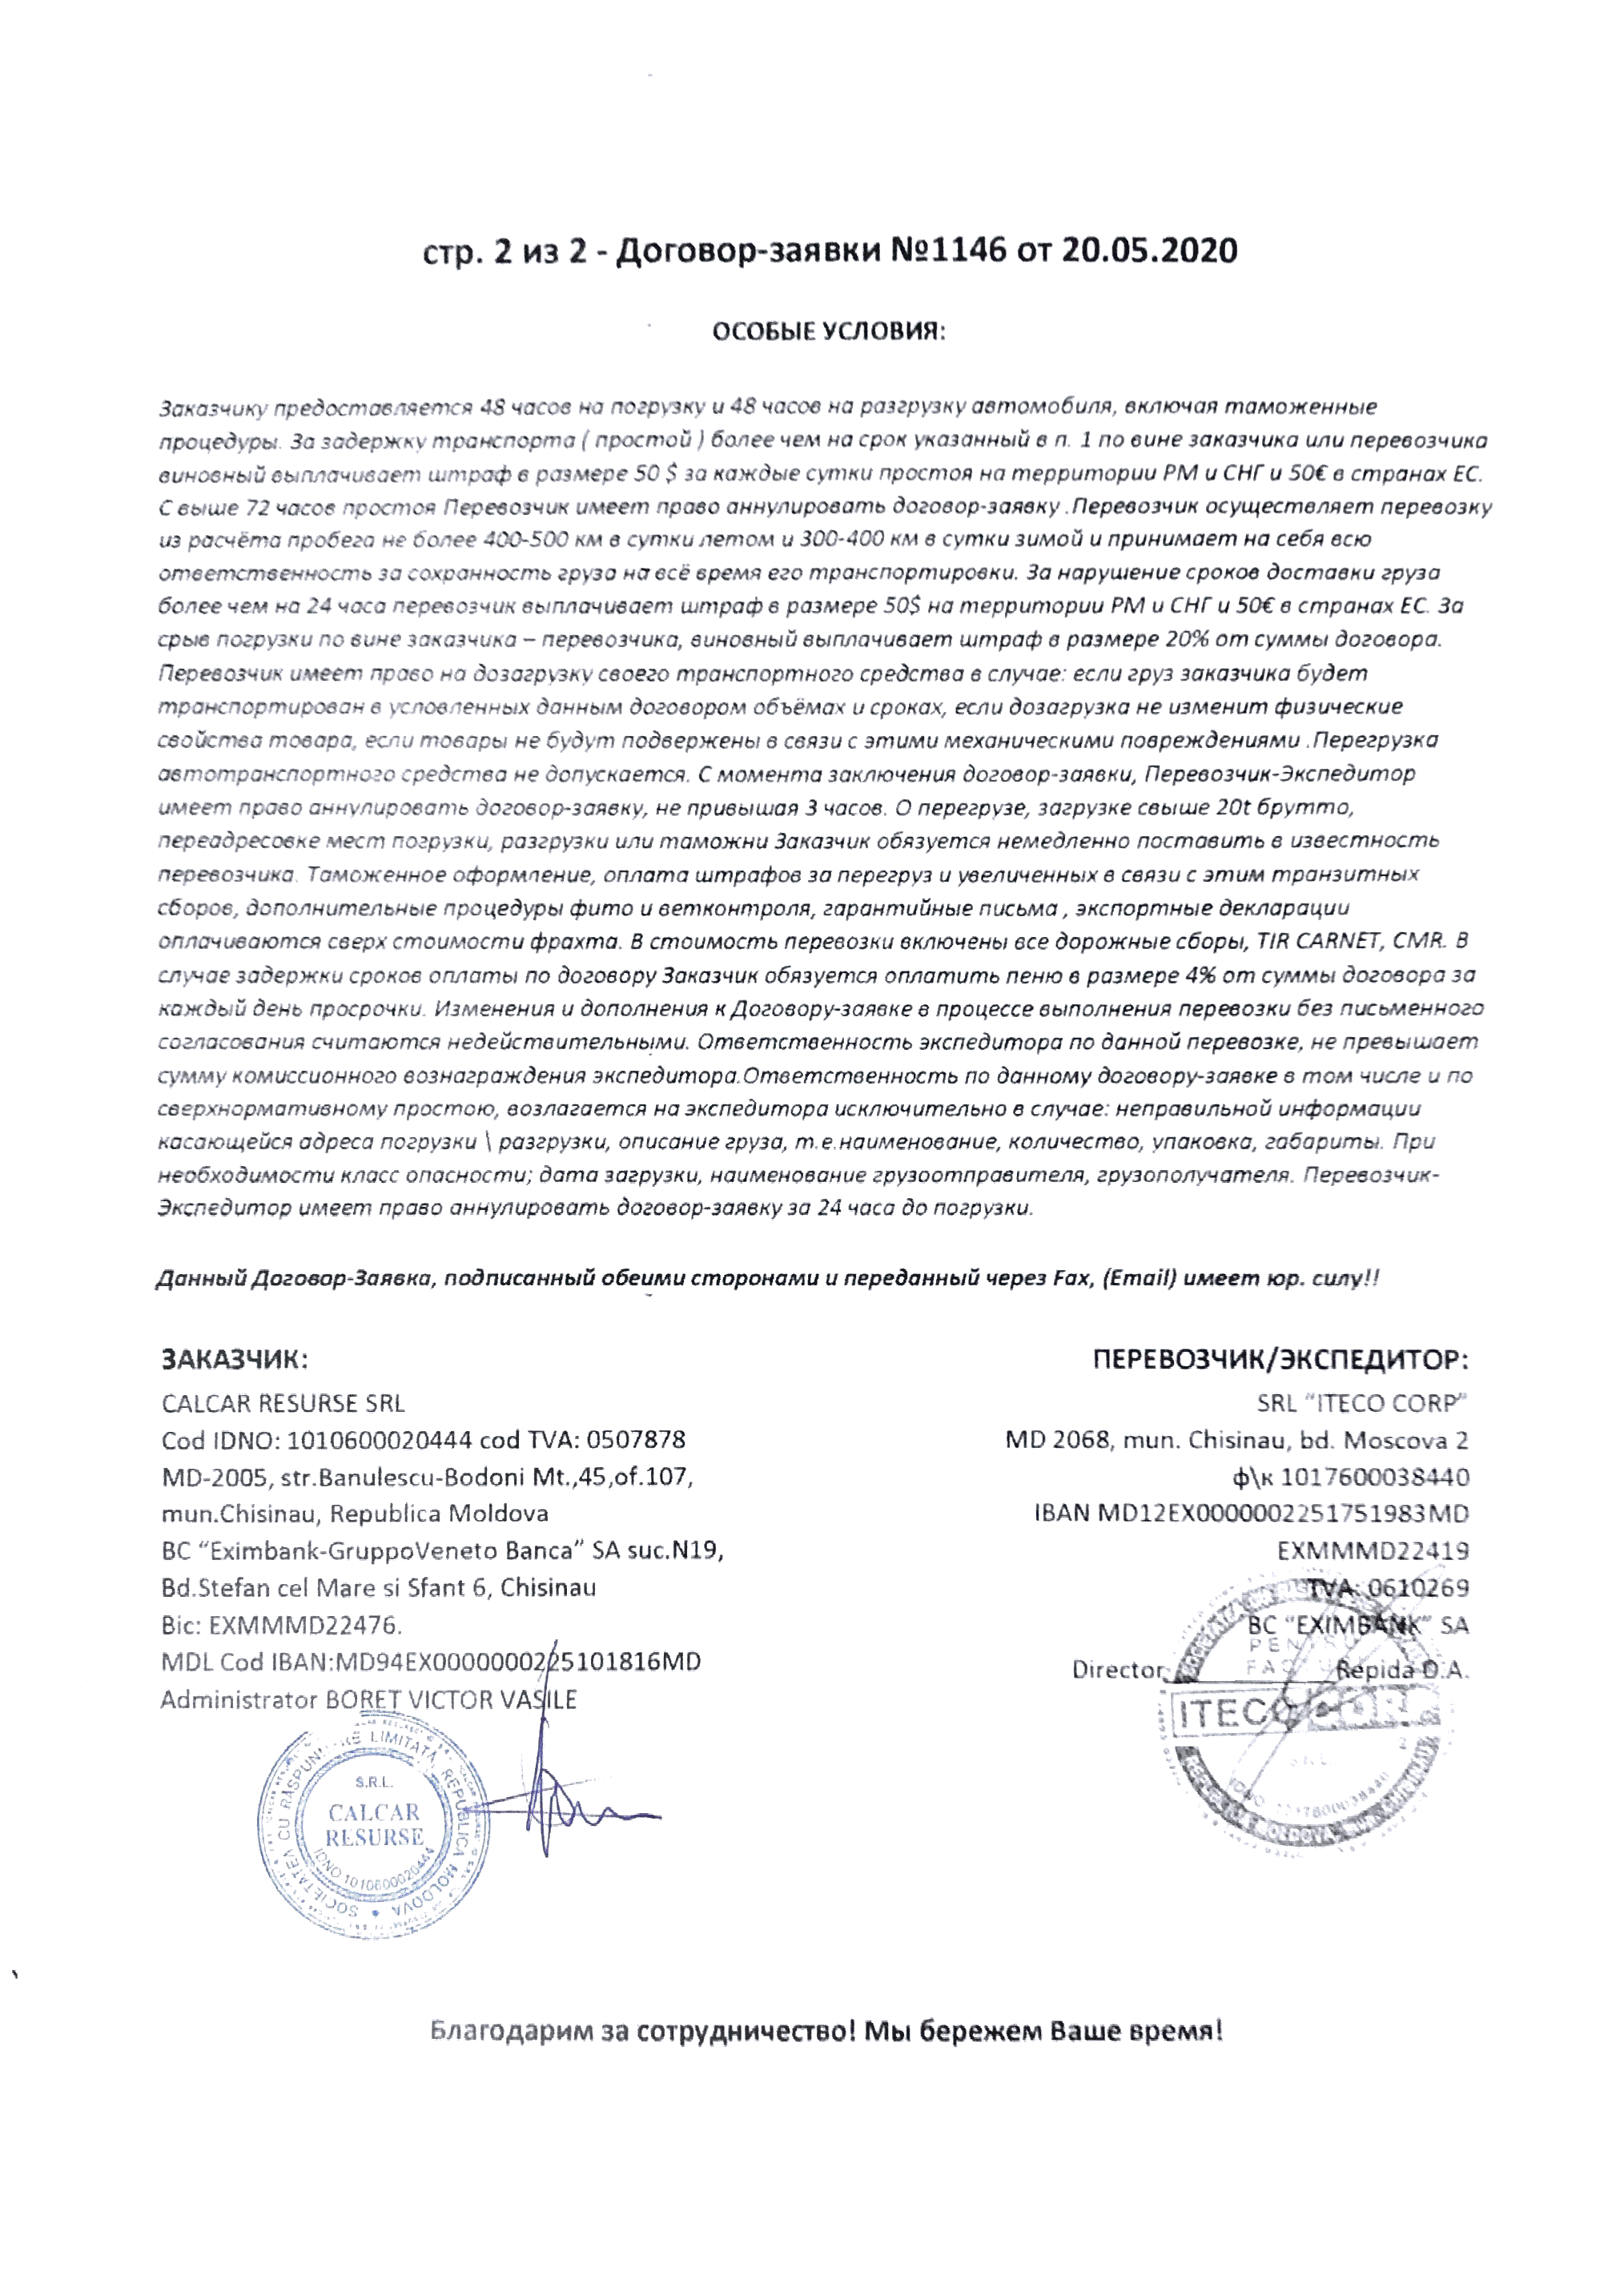 стр. 2 из 2 - Договор-заявки №1146 от 20.05.2020
ОСОБЫЕ УСЛОВИЯ:
Заказчику предоставляется 48 часов на погрузку и 48 часов на разгрузку автомобиля, включая таможенные
процедуры. За задержку транспорта ( простой ) более чем на срок указанный в п. 1 по вине заказчика или перевозчика
виновный выплачивает штраф в размере 50 $ за каждые сутки простоя на территории РМ и СНГ и 50€ в странах ЕС.
С выше 72 часов простоя Перевозчик имеет право аннулировать договор-заявку .Перевозчик осуществляет перевозку
из расчёта пробега не более 400-500 км в сутки летом и 300-400 км в сутки зимой и принимает на себя всю
ответственность за сохранность груза на всё время его транспортировки. За нарушение сроков доставки груза
более чем на 24 часа перевозчик выплачивает штраф в размере 50$ на территории РМ и СНГ и 50€ в странах ЕС. За
срыв погрузки по вине заказчика – перевозчика, виновный выплачивает штраф в размере 20% от суммы договора.
Перевозчик имеет право на дозагрузку своего транспортного средства в случае: если груз заказчика будет
транспортирован в условленных данным договором объёмах и сроках, если дозагрузка не изменит физические
свойства товара, если товары не будут подвержены в связи с этими механическими повреждениями .Перегрузка
автотранспортного средства не допускается. С момента заключения договор-заявки, Перевозчик-Экспедитор
имеет право аннулировать договор-заявку, не привышая 3 часов. О перегрузе, загрузке свыше 20t брутто,
переадресовке мест погрузки, разгрузки или таможни Заказчик обязуется немедленно поставить в известность
перевозчика. Таможенное оформление, оплата штрафов за перегруз и увеличенных в связи с этим транзитных
сборов, дополнительные процедуры фито и ветконтроля, гарантийные письма , экспортные декларации
оплачиваются сверх стоимости фрахта. В стоимость перевозки включены все дорожные сборы, TIR CARNET, CMR. В
случае задержки сроков оплаты по договору Заказчик обязуется оплатить пеню в размере 4% от суммы договора за
каждый день просрочки. Изменения и дополнения к Договору-заявке в процессе выполнения перевозки без письменного
согласования считаются недействительными. Ответственность экспедитора по данной перевозке, не превышает
сумму комиссионного вознаграждения экспедитора.Ответственность по данному договору-заявке в том числе и по
сверхнормативному простою, возлагается на экспедитора исключительно в случае: неправильной информации
касающейся адреса погрузки \ разгрузки, описание груза, т.е.наименование, количество, упаковка, габариты. При
необходимости класс опасности; дата загрузки, наименование грузоотправителя, грузополучателя. Перевозчик-
Экспедитор имеет право аннулировать договор-заявку за 24 часа до погрузки.
Данный Договор-Заявка, подписанный обеими сторонами и переданный через Fax, (Email) имеет юр. силу!!
ЗАКАЗЧИК:
CALCAR RESURSE SRL
Cod IDNO: 1010600020444 cod TVA: 0507878
MD-2005, str.Banulescu-Bodoni Mt.,45,of.107,
mun.Chisinau, Republica Moldova
BC “Eximbank-GruppoVeneto Banca” SA suc.N19,
Bd.Stefan cel Mare si Sfant 6, Chisinau
Bic: EXMMMD22476.
MDL Cod IBAN:MD94EX0000000225101816MD
Administrator BORET VICTOR VASILE
S.R.L.
CALCAR
RESURSE
IDNO 1010600020444
SOCIETATEA CU RASPUNDERE LIMITATA REPUBLICA MOLDOVA
ПЕРЕВОЗЧИК/ЭКСПЕДИТОР:
SRL “ITECO CORP”
MD 2068, mun. Chisinau, bd. Moscova 2
ф\к 1017600038440
IBAN MD12EX0000002251751983MD
EXMMMD22419
TVA: 0610269
BC “EXIMBANK” SA
Director Repida D.A.
PENTRU
ITECO CORP
SRL
Благодарим за сотрудничество! Мы бережем Ваше время!